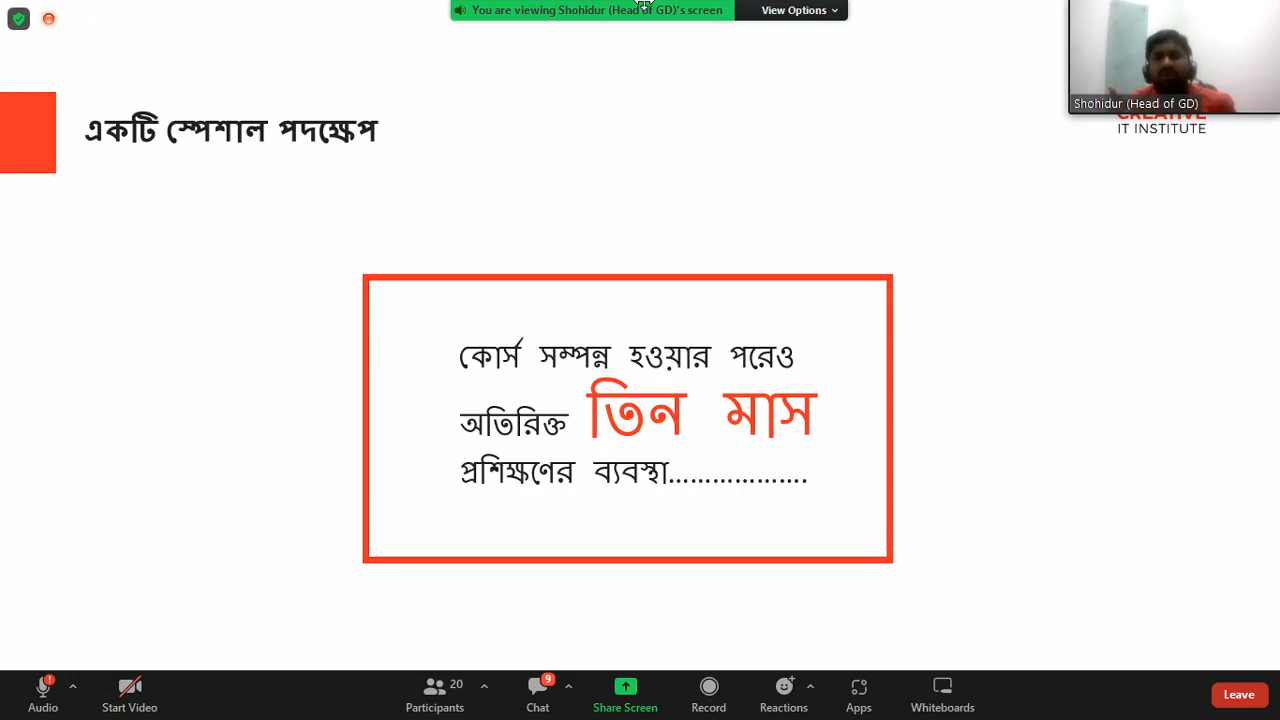 You are viewing Shohidur (Head of GD)'s screen
View Options
Shohidur (Head of GD)
একটি স্পেশাল পদক্ষেপ
CREATIVE
IT INSTITUTE
কোর্স সম্পন্ন হওয়ার পরেও
অতিরিক্ত তিন মাস
প্রশিক্ষণের ব্যবস্থা...................
Audio
Start Video
20
Participants
9
Chat
Share Screen
Record
Reactions
Apps
Whiteboards
Leave